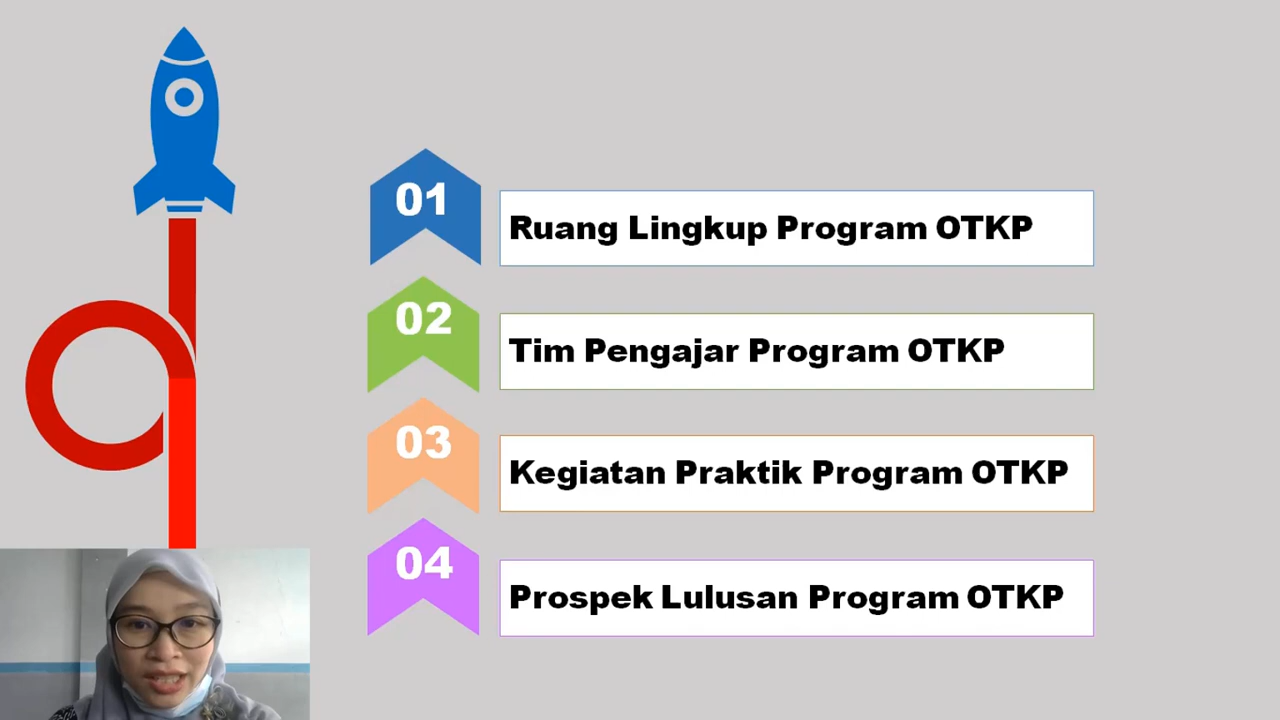 01
Ruang Lingkup Program OTKP
02
Tim Pengajar Program OTKP
03
Kegiatan Praktik Program OTKP
04
Prospek Lulusan Program OTKP